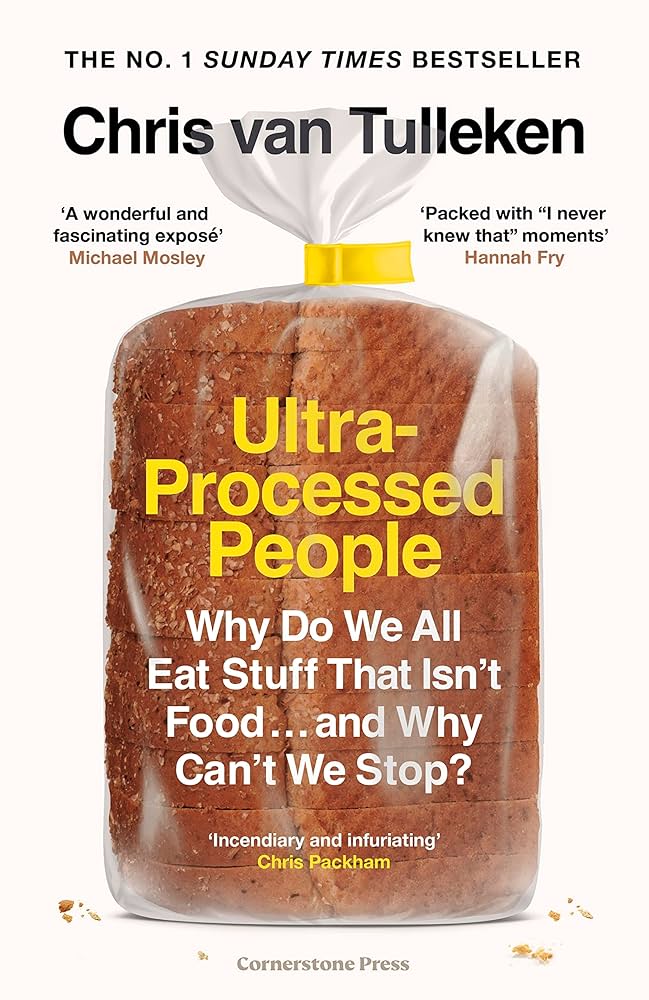 THE NO. 1 SUNDAY TIMES BESTSELLER
Chris van Tulleken
‘A wonderful and
fascinating exposé’
Michael Mosley
‘Packed with “I never
knew that” moments’
Hannah Fry
Ultra-
Processed
People
Why Do We All
Eat Stuff That Isn’t
Food... and Why
Can’t We Stop?
‘Incendiary and infuriating’
Chris Packham
Cornerstone Press